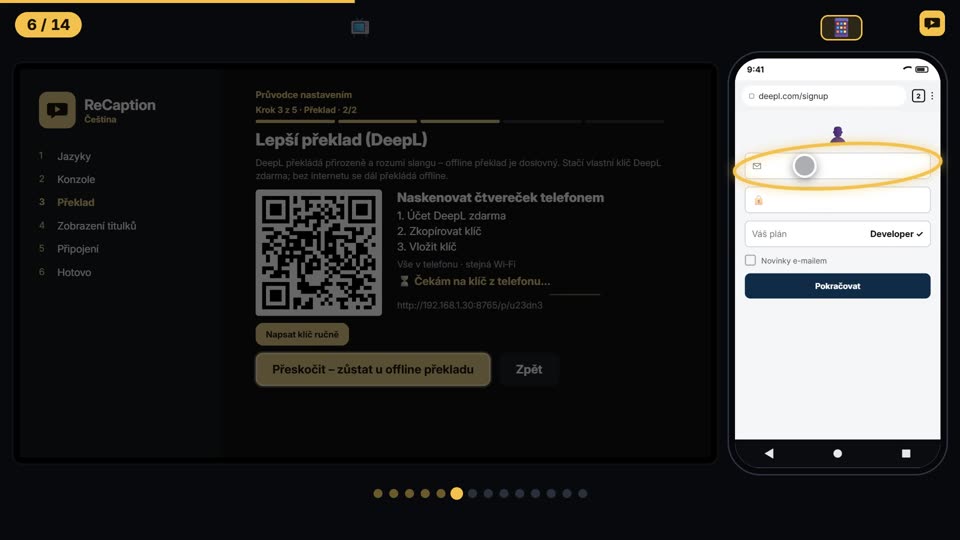 6 / 14
ReCaption
Čeština
1 Jazyky
2 Konzole
3 Překlad
4 Zobrazení titulků
5 Připojení
6 Hotovo
Průvodce nastavením
Krok 3 z 5 · Překlad · 2/2
Lepší překlad (DeepL)
DeepL překládá přirozeně a rozumí slangu – offline překlad je doslovný. Stačí vlastní klíč DeepL
zdarma; bez internetu se dál překládá offline.
Naskenovat čtvereček telefonem
1. Účet DeepL zdarma
2. Zkopírovat klíč
3. Vložit klíč
Vše v telefonu · stejná Wi-Fi
Čekám na klíč z telefonu…
http://192.168.1.30:8765/p/u23dn3
Napsat klíč ručně
Přeskočit – zůstat u offline překladu
Zpět
9:41
deepl.com/signup
2
Váš plán
Developer ✓
Novinky e-mailem
Pokračovat